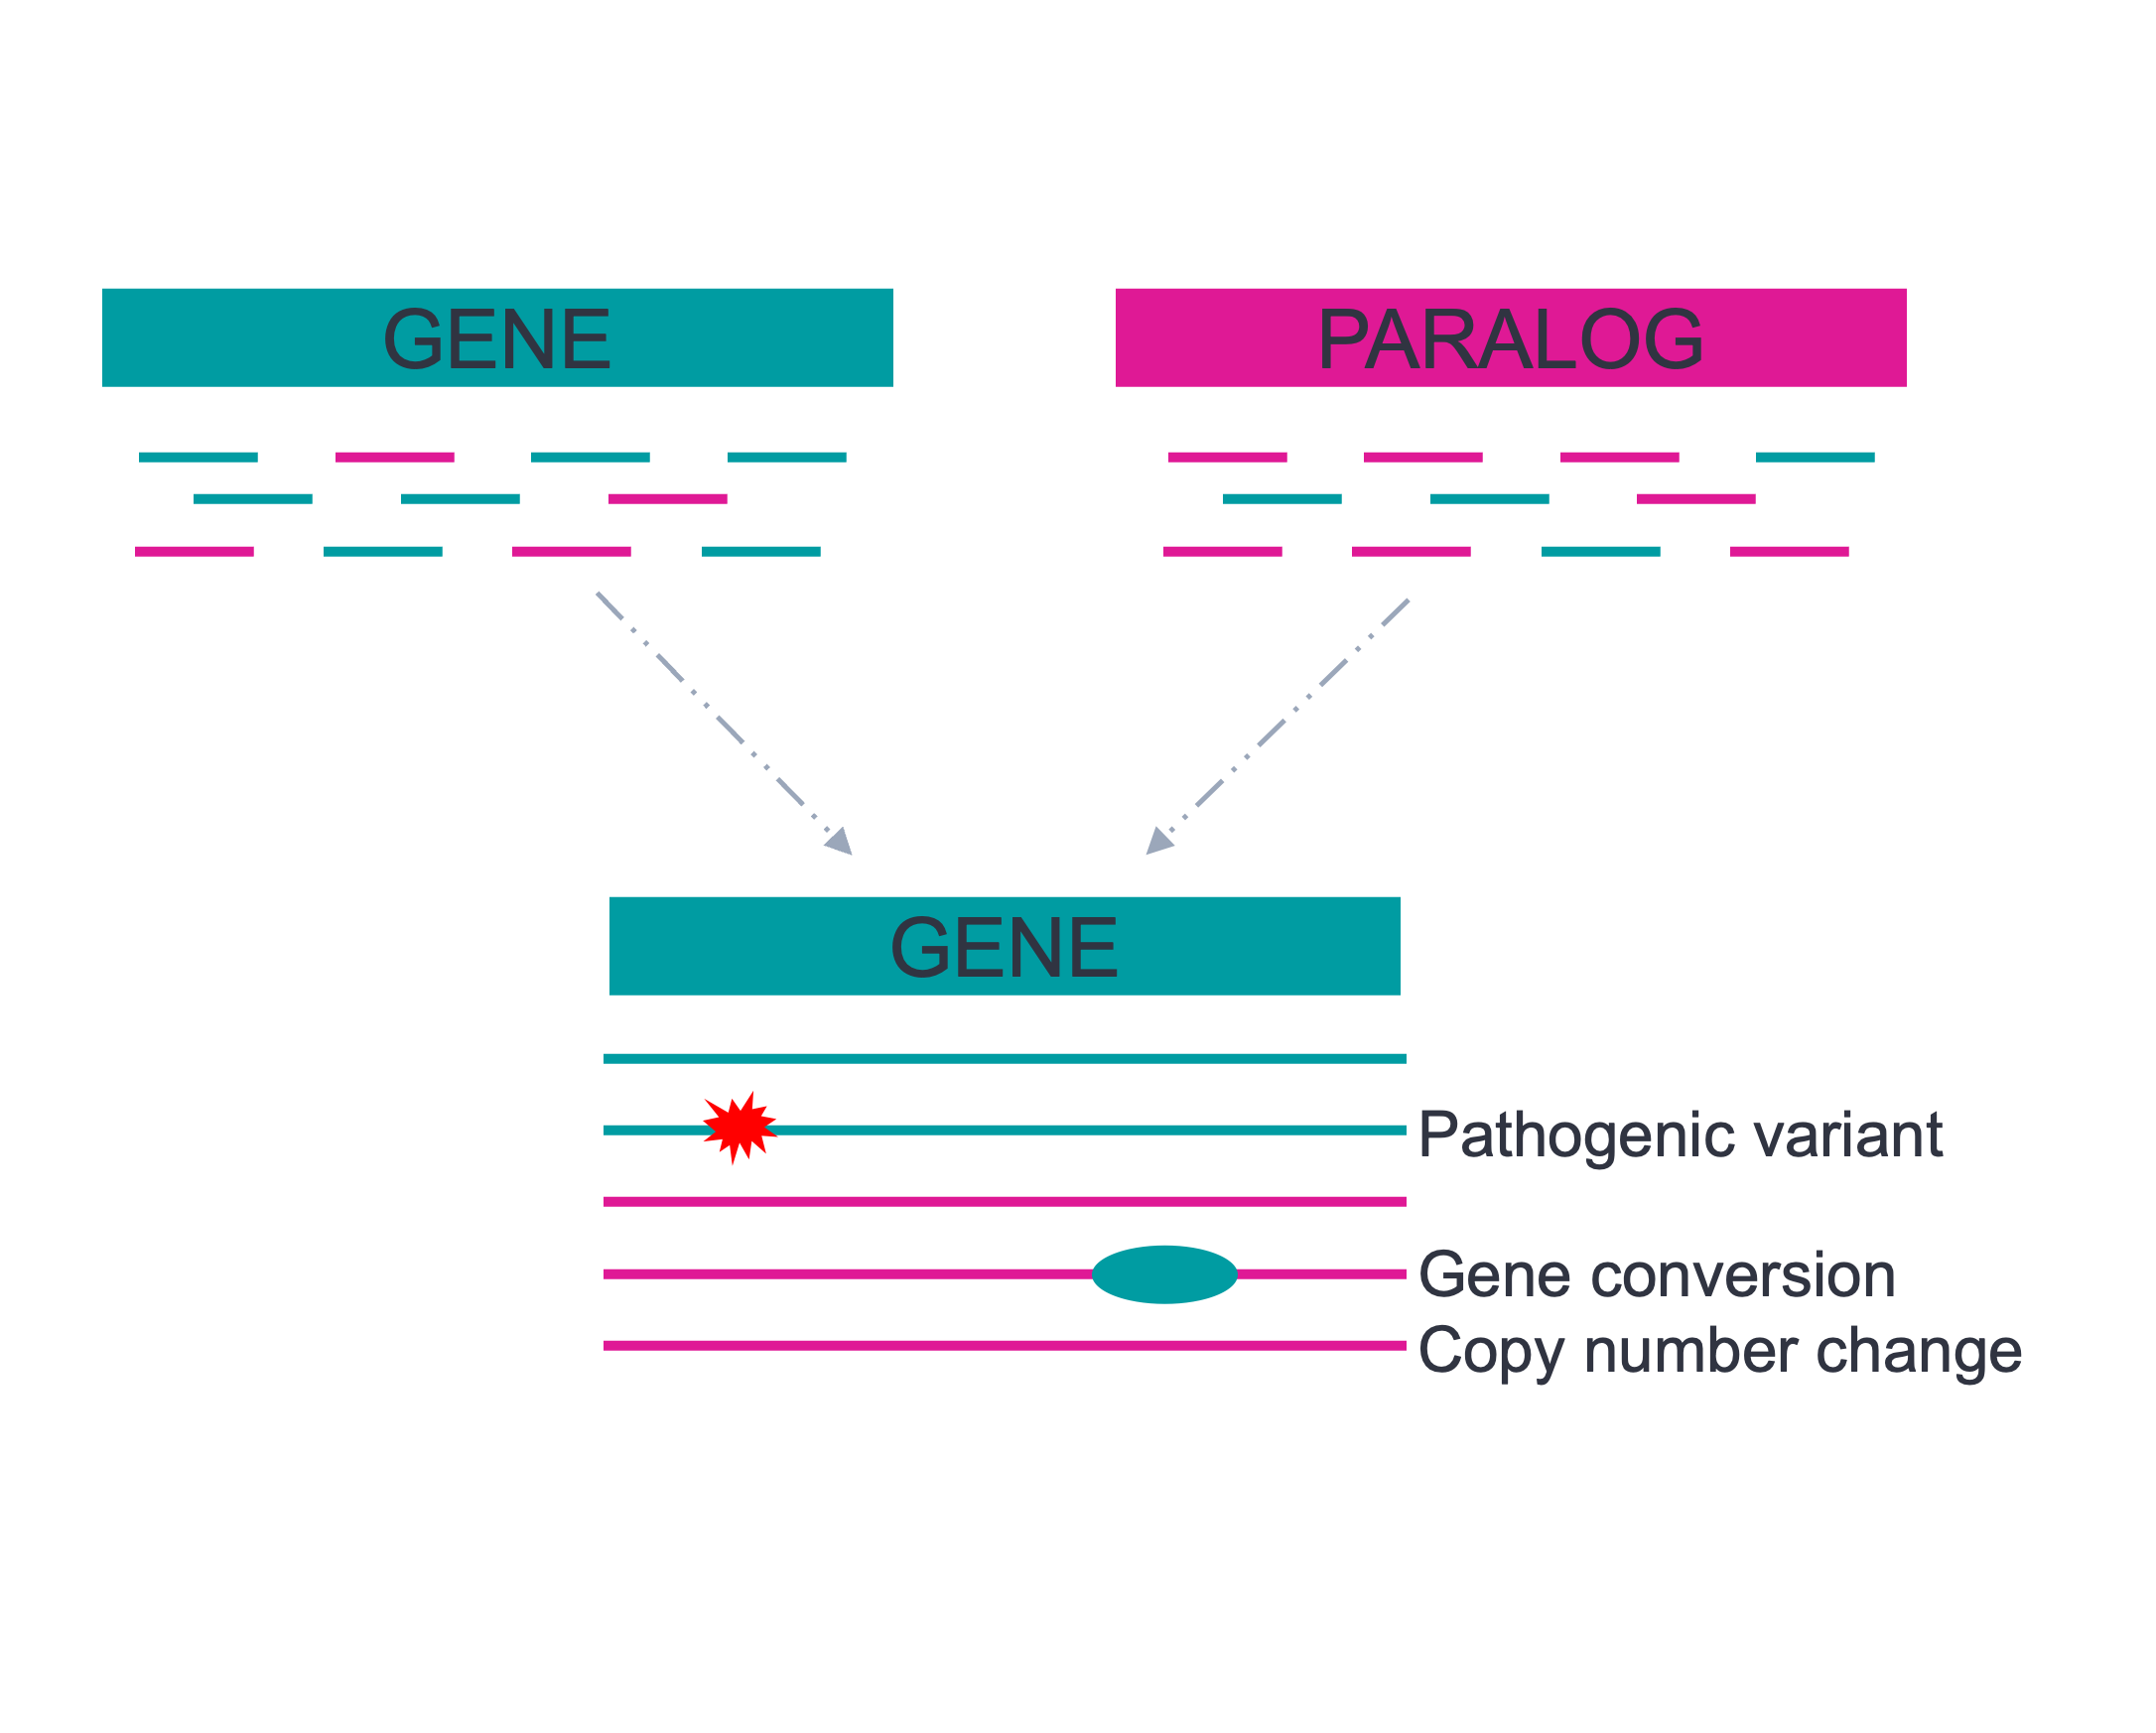 GENE
PARALOG
GENE
Pathogenic variant
Gene conversion
Copy number change